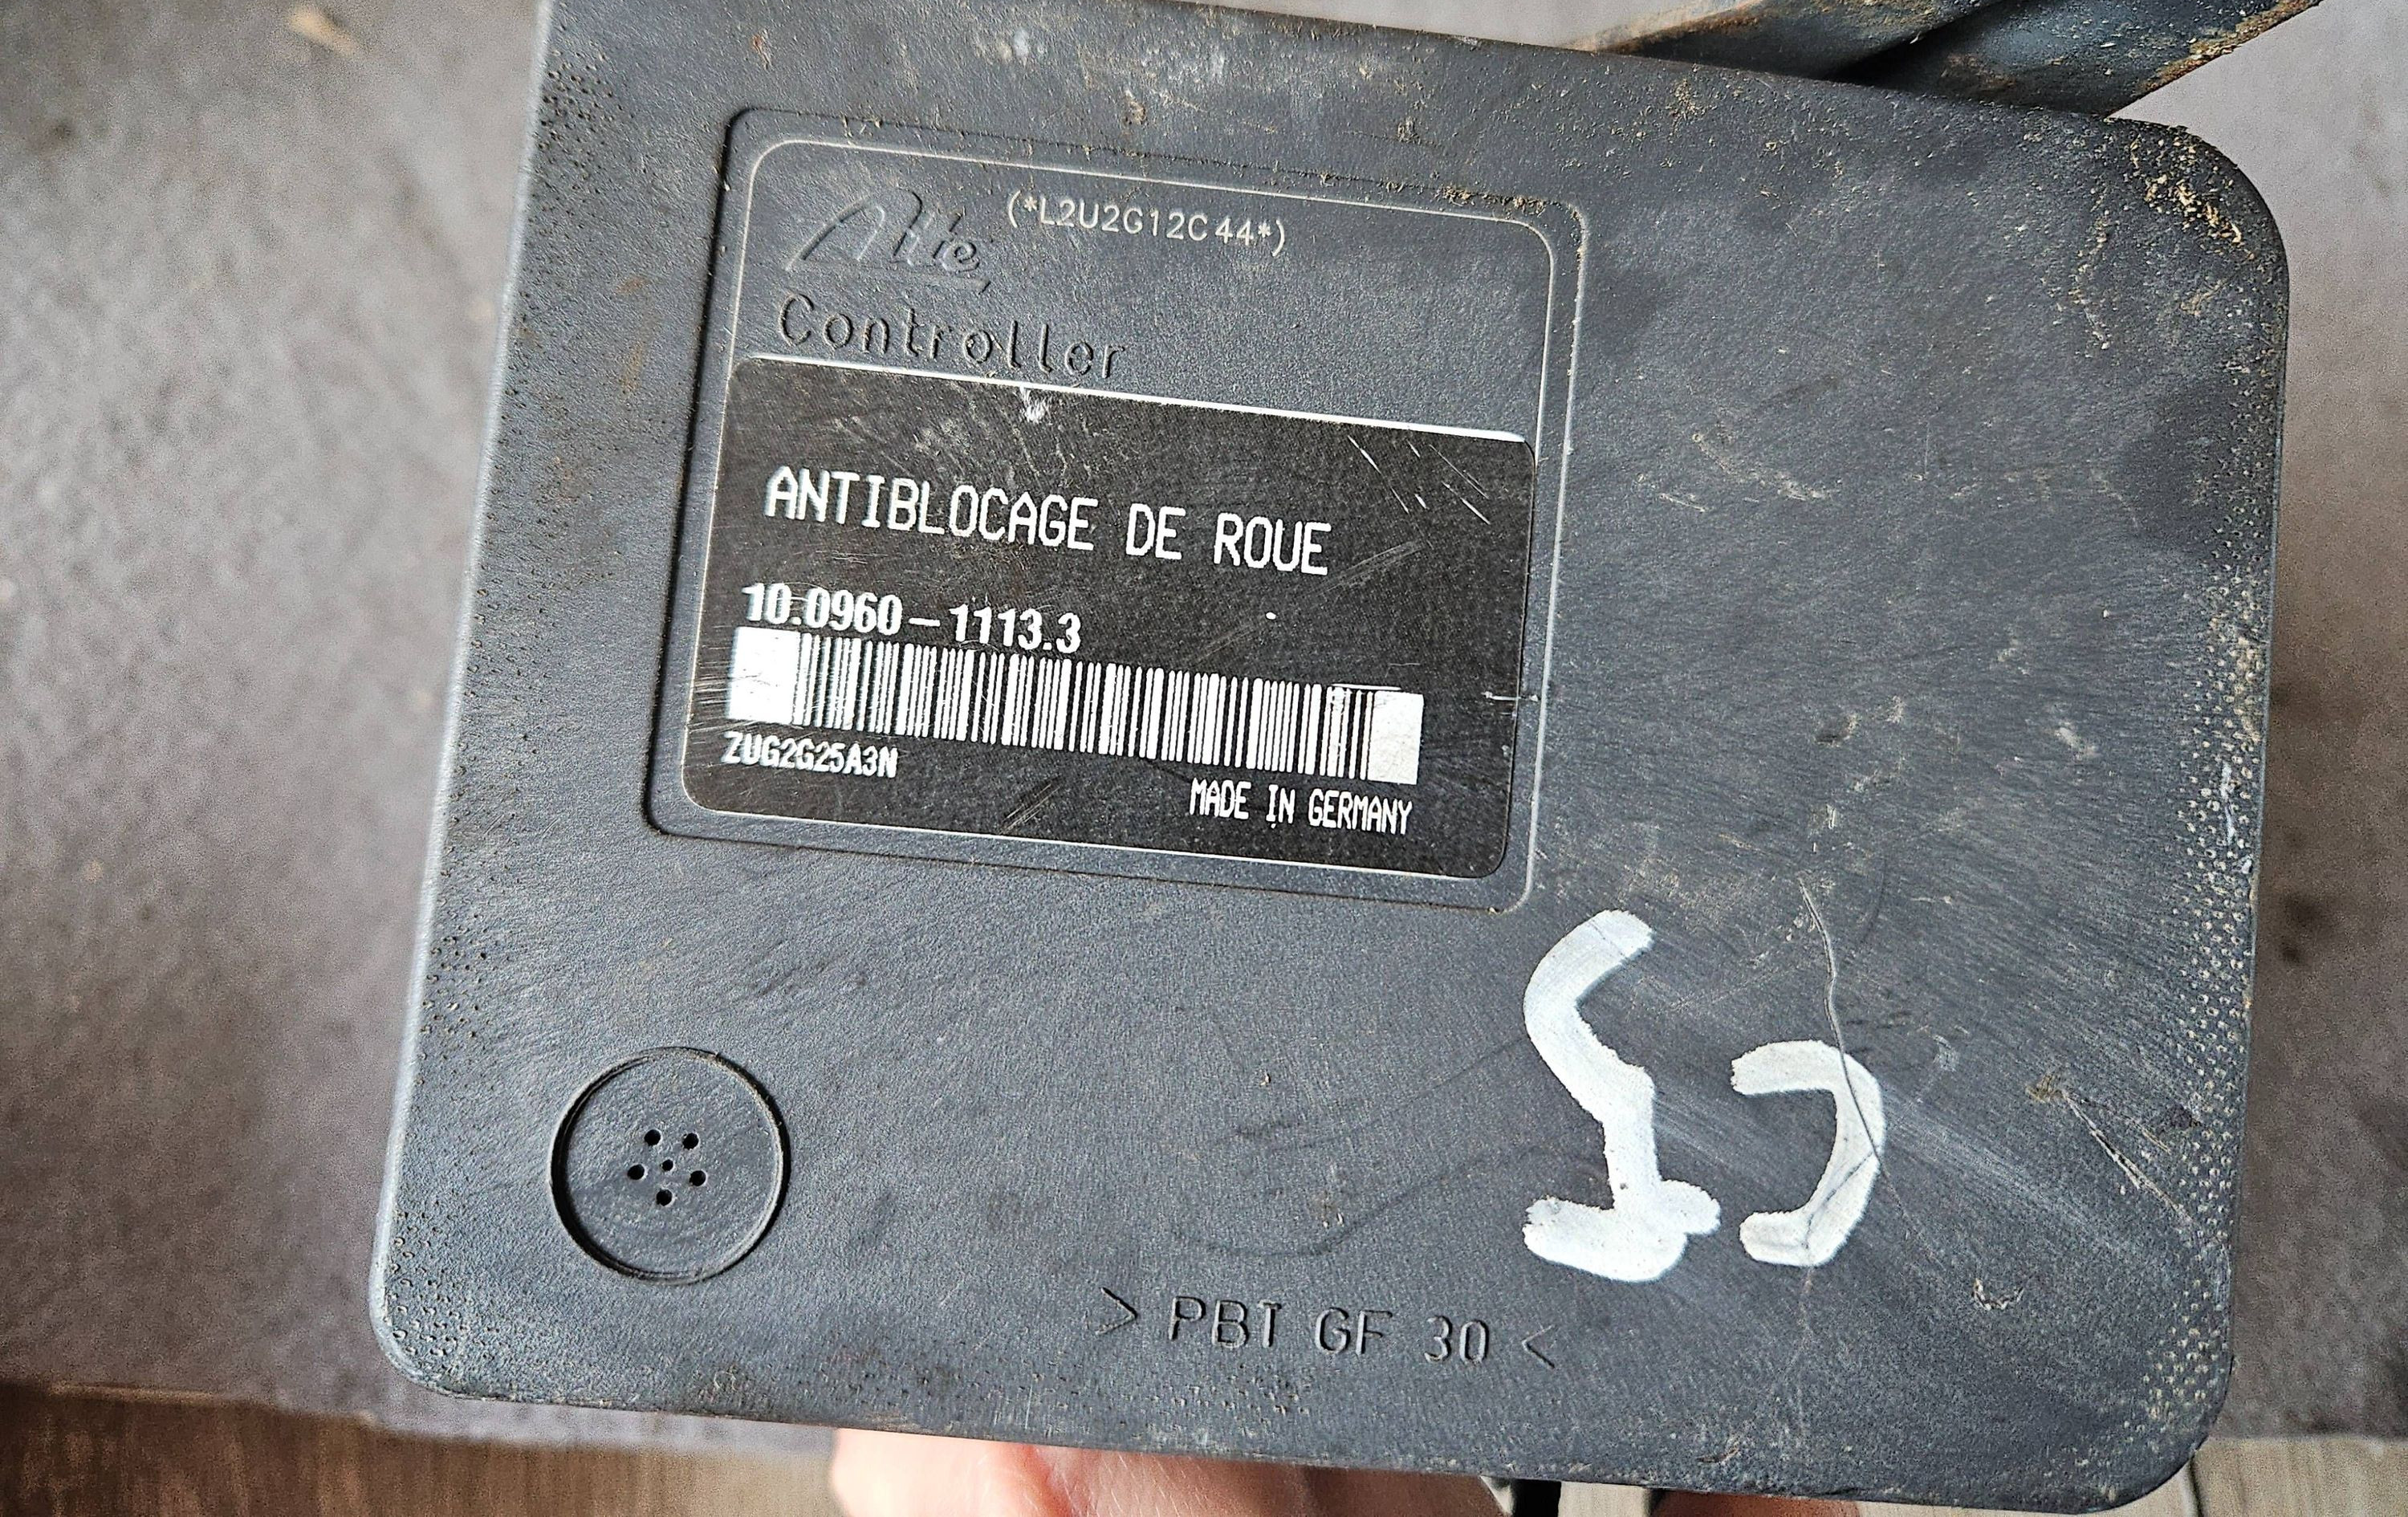 Ate
(*L2U2G12C44*)
Controller
ANTIBLOCAGE DE ROUE
10.0960-1113.3
ZUG2G25A3N
MADE IN GERMANY
> PBT GF 30 <